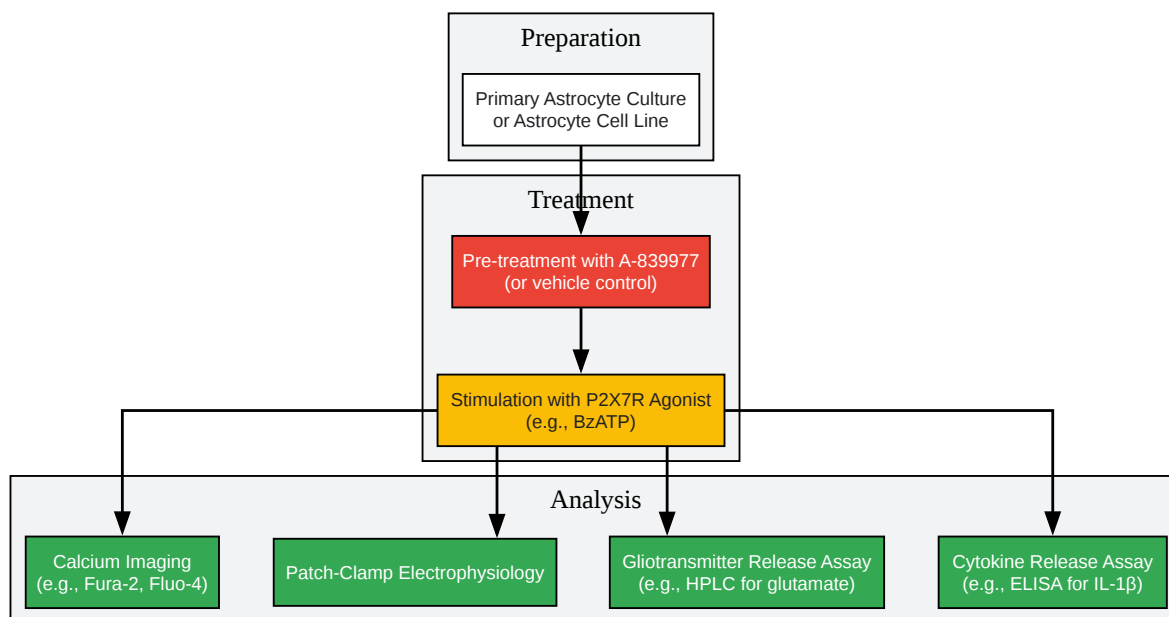 Preparation
Primary Astrocyte Culture
or Astrocyte Cell Line
Treatment
Pre-treatment with A-839977
(or vehicle control)
Stimulation with P2X7R Agonist
(e.g., BzATP)
Analysis
Calcium Imaging
(e.g., Fura-2, Fluo-4)
Patch-Clamp Electrophysiology
Gliotransmitter Release Assay
(e.g., HPLC for glutamate)
Cytokine Release Assay
(e.g., ELISA for IL-1β)